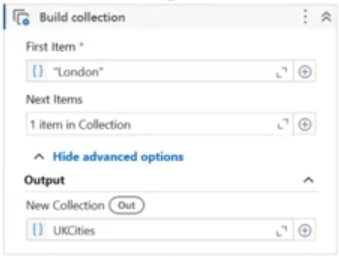 Build collection
First Item *
{} "London"
Next Items
1 item in Collection
Hide advanced options
Output
New Collection Out
{} UKCities